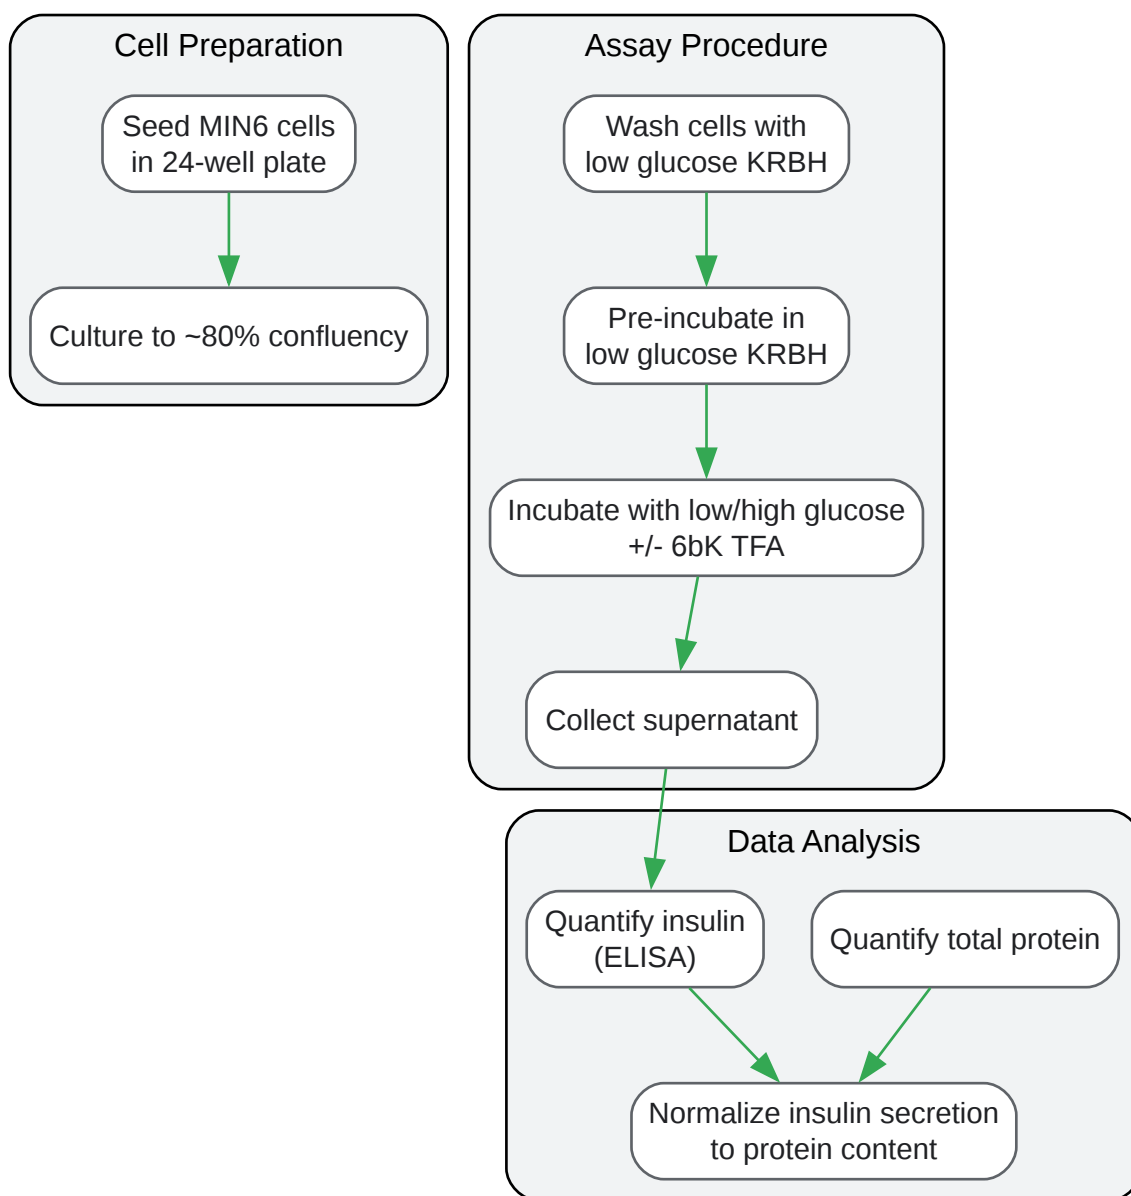 Cell Preparation
Seed MIN6 cells
in 24-well plate
Culture to ~80% confluency
Assay Procedure
Wash cells with
low glucose KRBH
Pre-incubate in
low glucose KRBH
Incubate with low/high glucose
+/- 6bK TFA
Collect supernatant
Data Analysis
Quantify insulin
(ELISA)
Quantify total protein
Normalize insulin secretion
to protein content